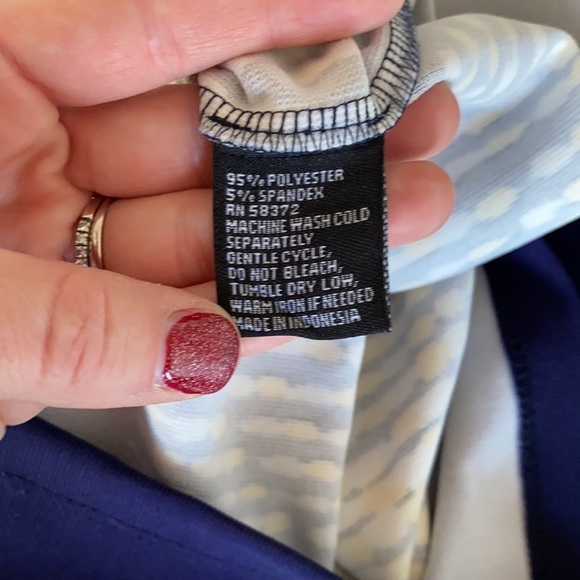 95% POLYESTER
5% SPANDEX
RN 58372
MACHINE WASH COLD
SEPARATELY
GENTLE CYCLE,
DO NOT BLEACH,
TUMBLE DRY LOW,
WARM IRON IF NEEDED
MADE IN INDONESIA